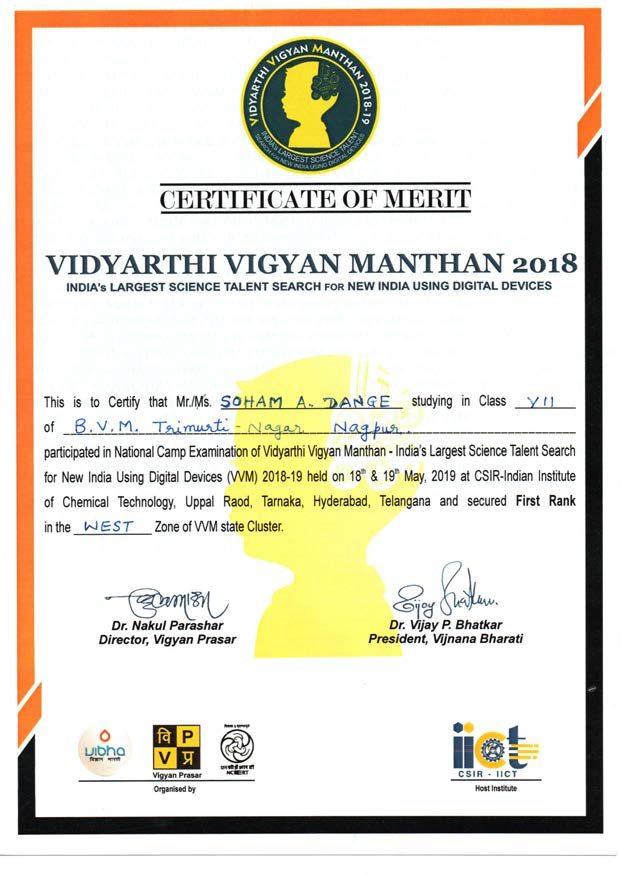 VIDYARTHI VIGYAN MANTHAN 2018-19
INDIA'S LARGEST SCIENCE TALENT
SEARCH FOR NEW INDIA USING DIGITAL DEVICES
CERTIFICATE OF MERIT
VIDYARTHI VIGYAN MANTHAN 2018
INDIA's LARGEST SCIENCE TALENT SEARCH FOR NEW INDIA USING DIGITAL DEVICES
This is to Certify that Mr./Ms. SOHAM A. DANGE studying in Class VII
of B.V.M. Trimurti-Nagar Nagpur.
participated in National Camp Examination of Vidyarthi Vigyan Manthan - India's Largest Science Talent Search
for New India Using Digital Devices (VVM) 2018-19 held on 18th & 19th May, 2019 at CSIR-Indian Institute
of Chemical Technology, Uppal Raod, Tarnaka, Hyderabad, Telangana and secured First Rank
in the WEST Zone of VVM state Cluster.
Dr. Nakul Parashar
Director, Vigyan Prasar
Vijay Bhatkar
Dr. Vijay P. Bhatkar
President, Vijnana Bharati
vibha
विज्ञान भारती
वि P
V प्र
Vigyan Prasar
एन सी ई आर टी
NCERT
Organised by
iict
CSIR - IICT
Host Institute